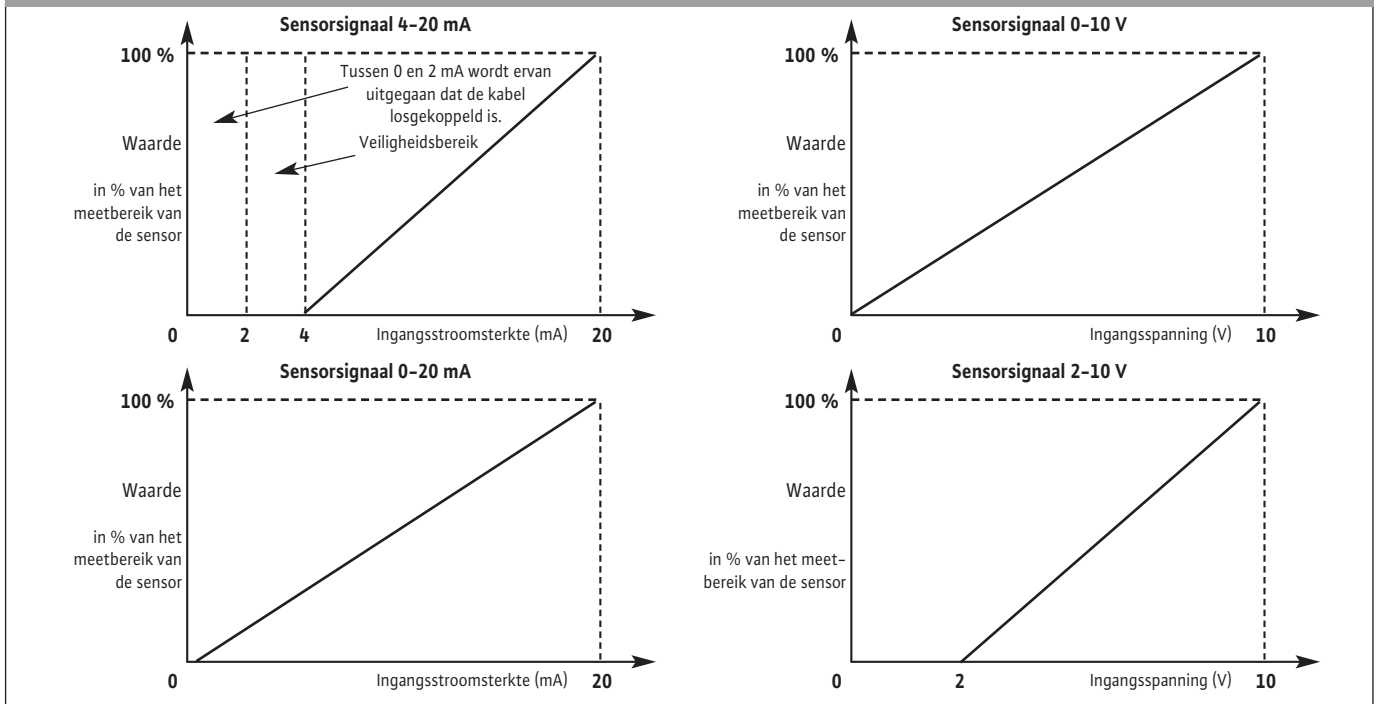 Sensorsignaal 4–20 mA
100 %
Tussen 0 en 2 mA wordt ervan
uitgegaan dat de kabel
losgekoppeld is.
Veiligheidsbereik
Waarde
in % van het
meetbereik van
de sensor
0 2 4 Ingangsstroomsterkte (mA) 20
Sensorsignaal 0–10 V
100 %
Waarde
in % van het
meetbereik van
de sensor
0 Ingangsspanning (V) 10
Sensorsignaal 0–20 mA
100 %
Waarde
in % van het
meetbereik van
de sensor
0 Ingangsstroomsterkte (mA) 20
Sensorsignaal 2–10 V
100 %
Waarde
in % van het meet–
bereik van de sensor
0 2 Ingangsspanning (V) 10